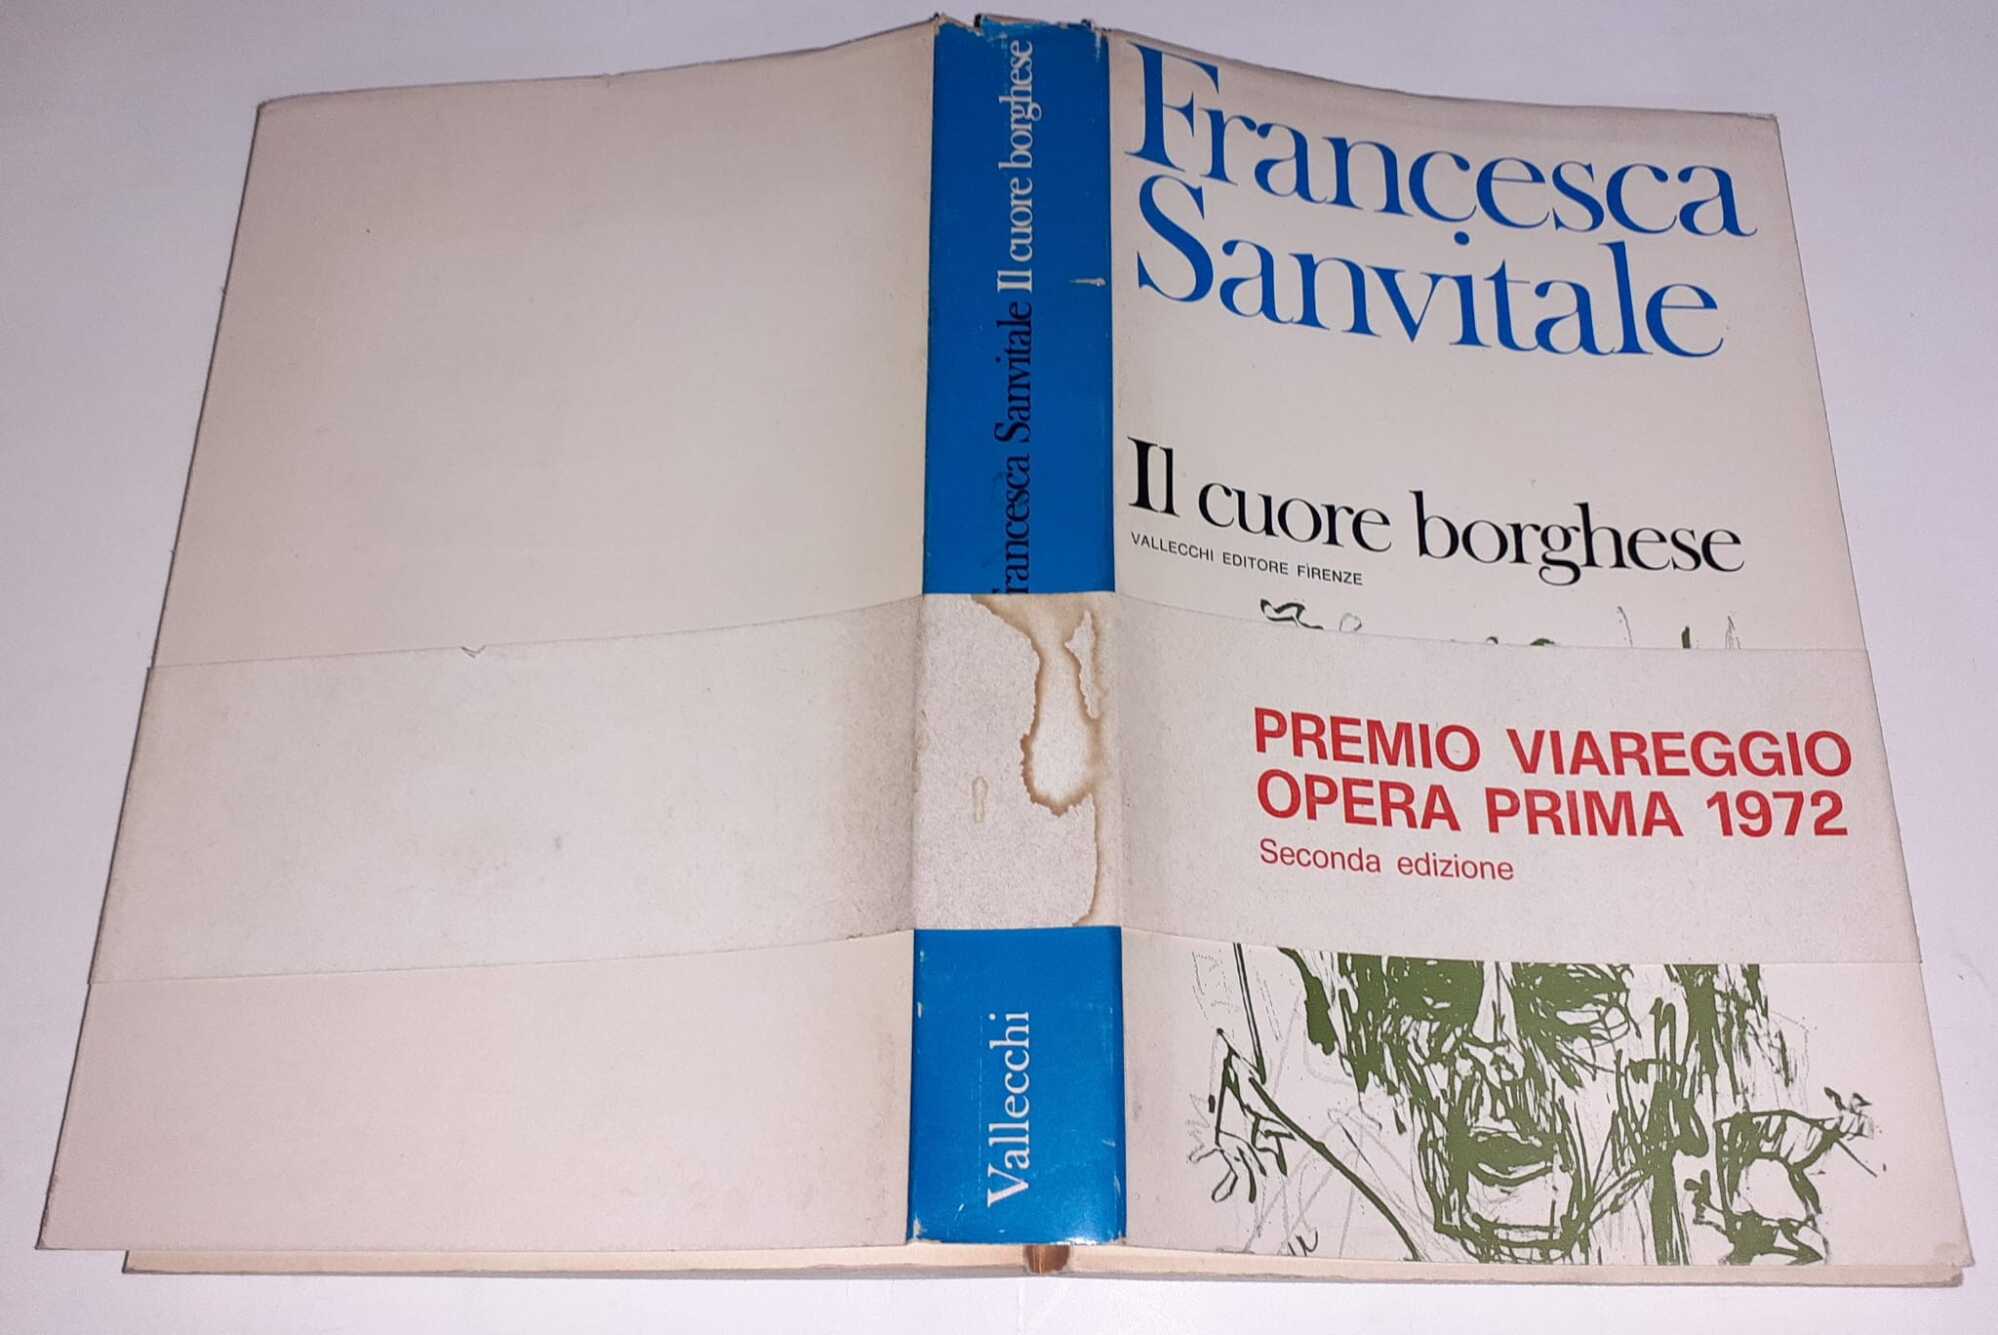 Francesca
Sanvitale
Il cuore borghese
VALLECCHI EDITORE FIRENZE
PREMIO VIAREGGIO
OPERA PRIMA 1972
Seconda edizione
Francesca Sanvitale Il cuore borghese
Vallecchi